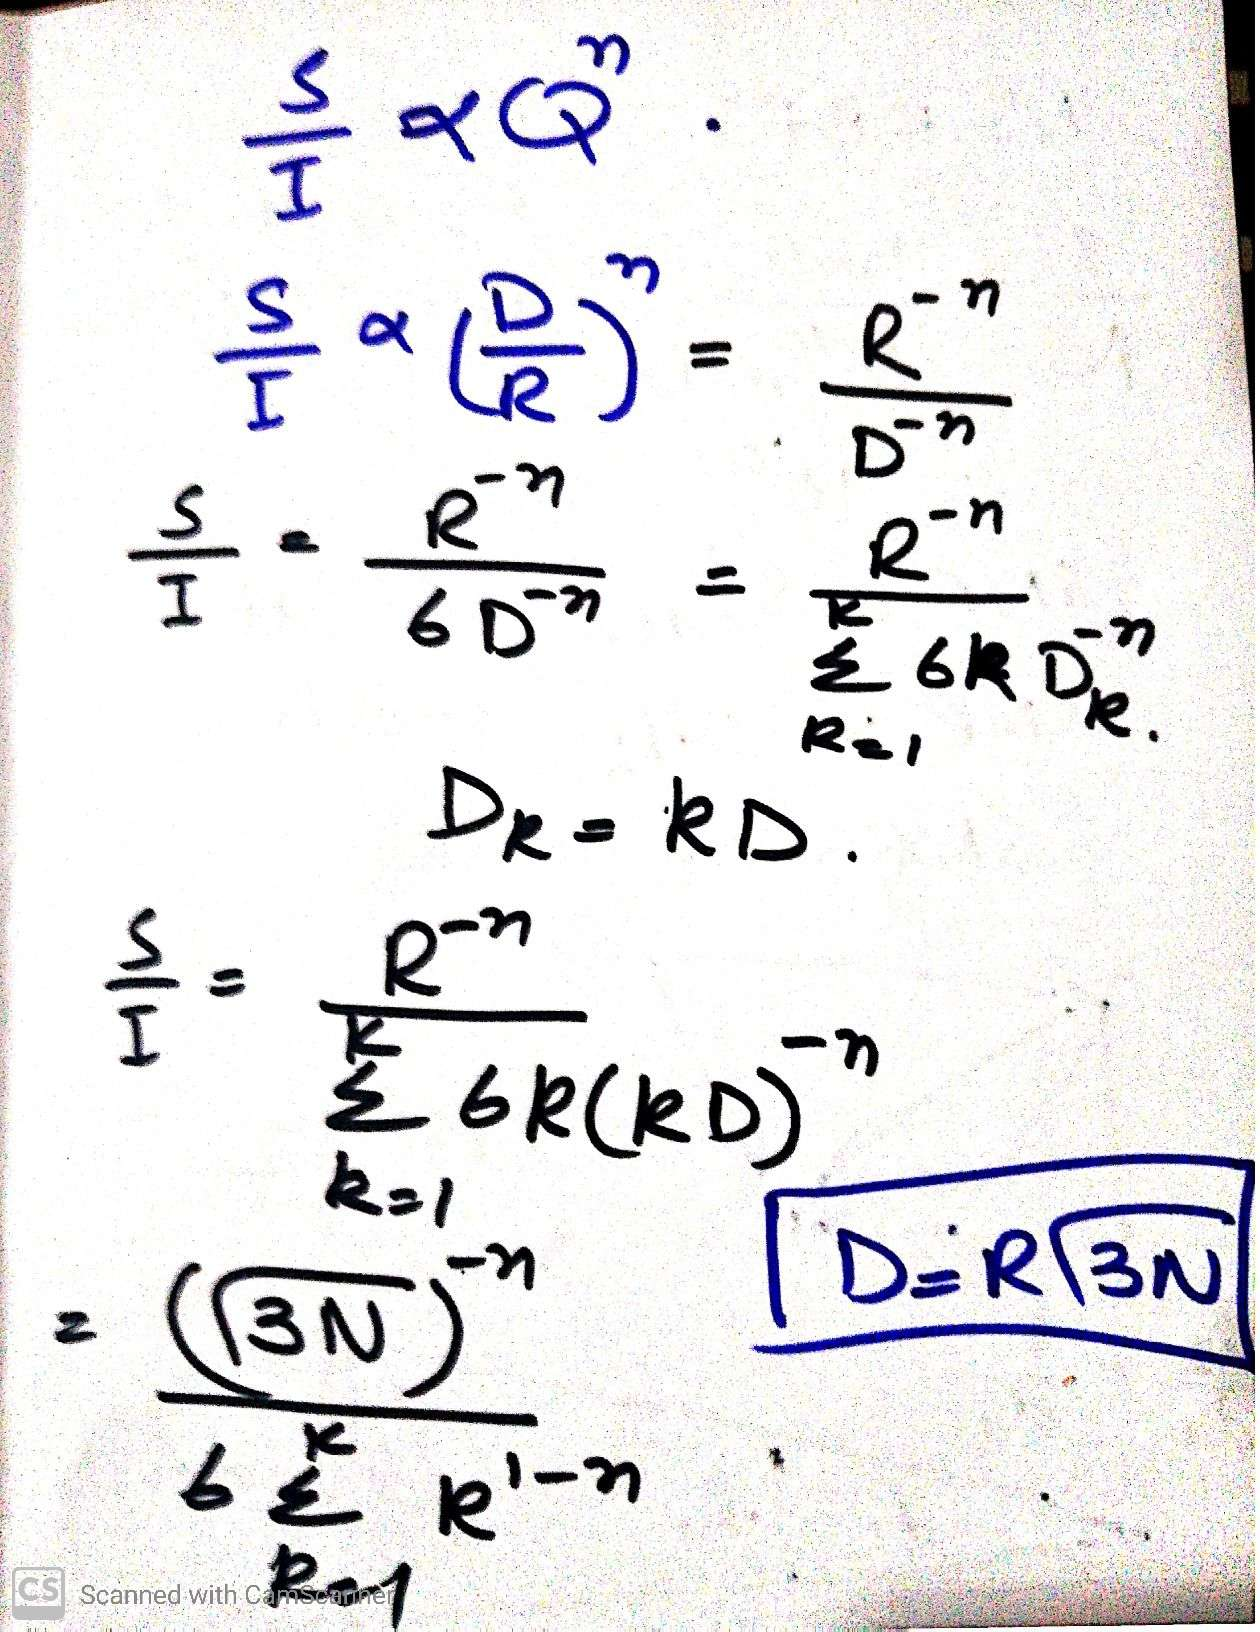 S/I ∝ Q^n .
S/I ∝ (D/R)^n = R^-n / D^-n
S/I = R^-n / 6 D^-n = R^-n / Σ_{k=1}^{K} 6k D_k^-n .
D_k = kD .
S/I = R^-n / Σ_{k=1}^{K} 6k(kD)^-n
D = R√3N
= (√3N)^-n / 6 Σ_{k=1}^{K} k^1-n
CS Scanned with CamScanner